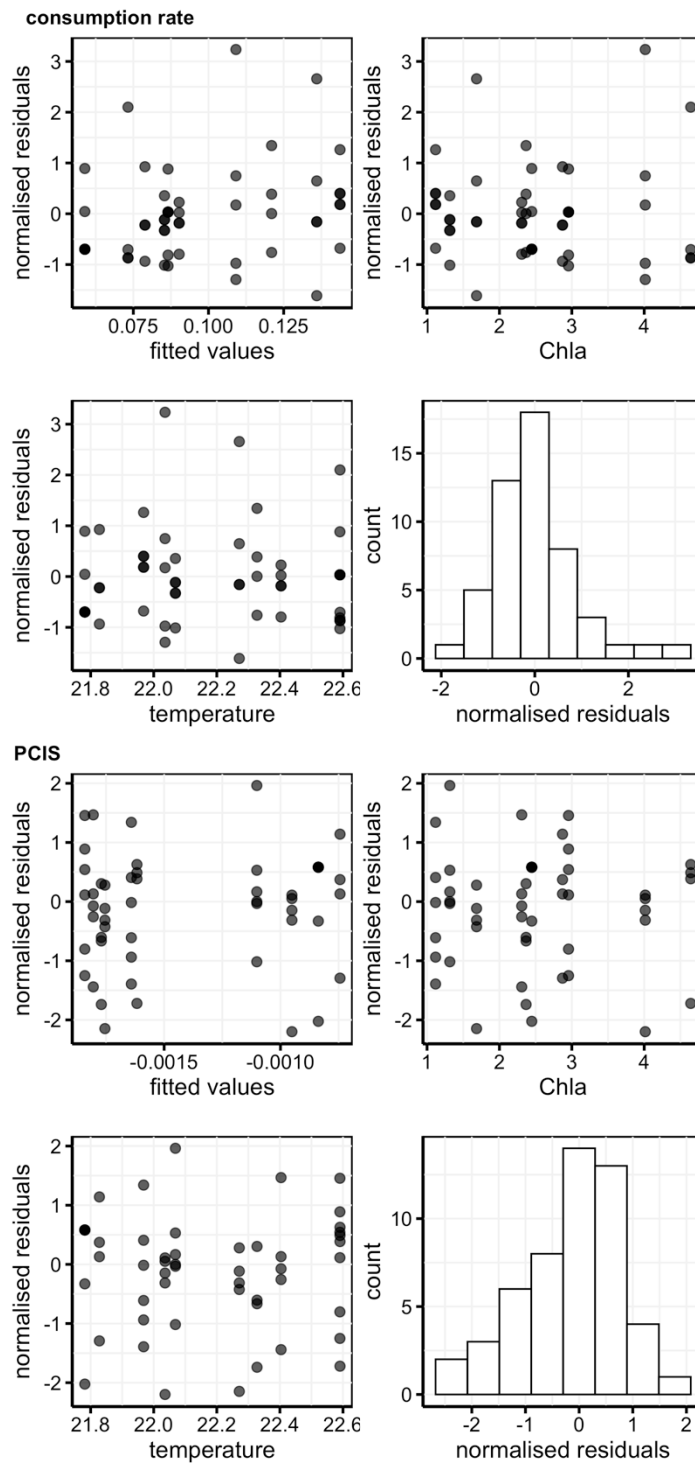 consumption rate
normalised residuals
3
2
1
0
-1
0.075 0.100 0.125
fitted values
normalised residuals
3
2
1
0
-1
1 2 3 4
Chla
normalised residuals
3
2
1
0
-1
21.8 22.0 22.2 22.4 22.6
temperature
count
15
10
5
0
-2 0 2
normalised residuals
PCIS
normalised residuals
2
1
0
-1
-2
-0.0015 -0.0010
fitted values
normalised residuals
2
1
0
-1
-2
1 2 3 4
Chla
normalised residuals
2
1
0
-1
-2
21.8 22.0 22.2 22.4 22.6
temperature
count
10
5
0
-2 -1 0 1 2
normalised residuals